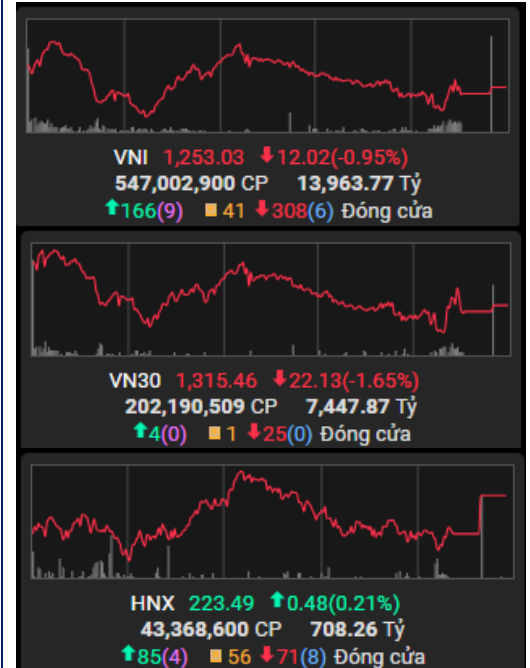 VNI 1,253.03 ⬇12.02(-0.95%)
547,002,900 CP 13,963.77 Tỷ
⬆166(9) ■ 41 ⬇308(6) Đóng cửa
VN30 1,315.46 ⬇22.13(-1.65%)
202,190,509 CP 7,447.87 Tỷ
⬆4(0) ■ 1 ⬇25(0) Đóng cửa
HNX 223.49 ⬆0.48(0.21%)
43,368,600 CP 708.26 Tỷ
⬆85(4) ■ 56 ⬇71(8) Đóng cửa